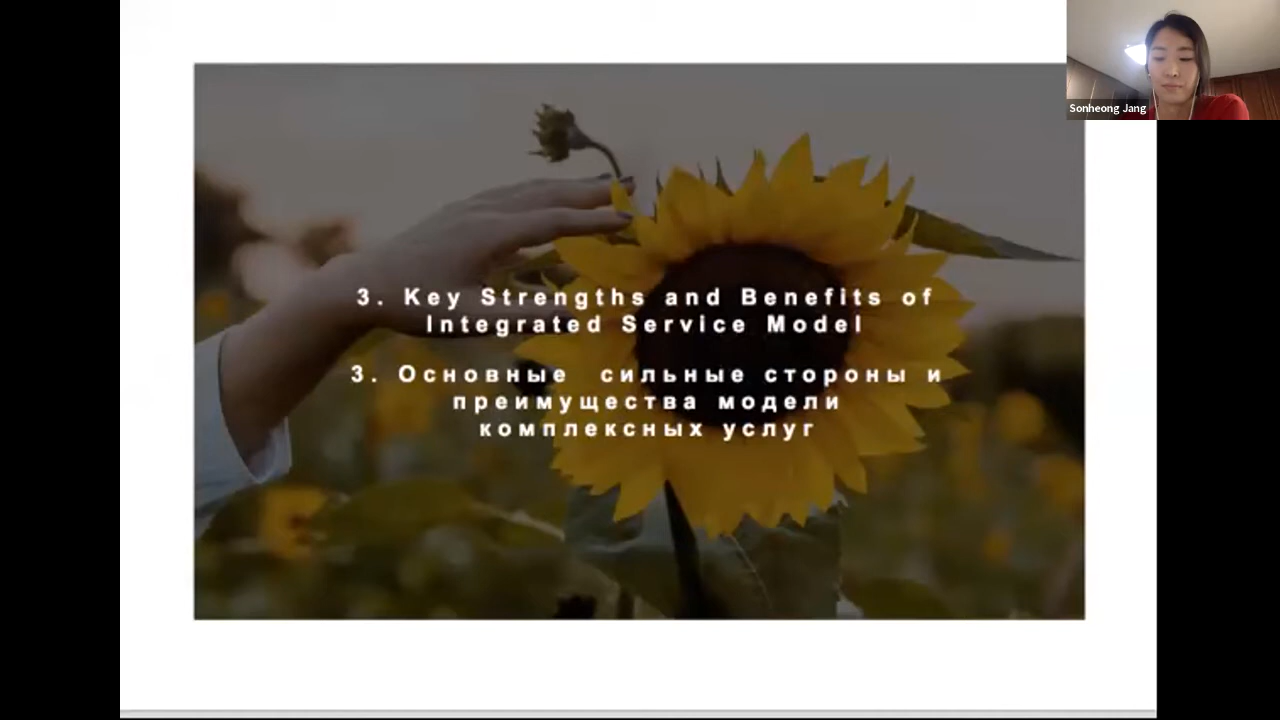 3. Key Strengths and Benefits of
Integrated Service Model
3. Основные сильные стороны и
преимущества модели
комплексных услуг
Sonheong Jang